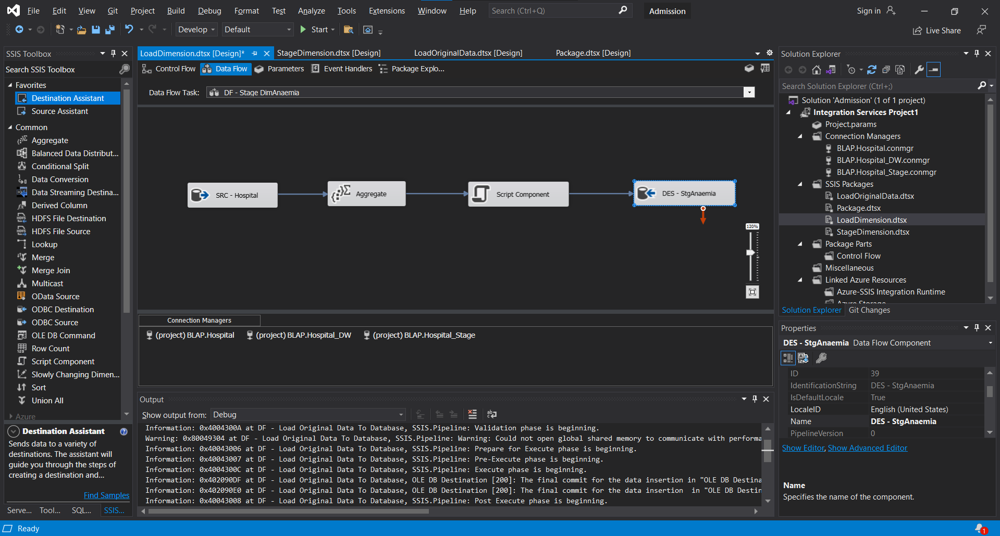 File Edit View Git Project Build Debug Format Test Analyze Tools Extensions Window Help Search (Ctrl+Q) Admission Sign in
Develop Default Start Live Share
SSIS Toolbox
Search SSIS Toolbox
Favorites
Destination Assistant
Source Assistant
Common
Aggregate
Balanced Data Distribut...
Conditional Split
Data Conversion
Data Streaming Destina...
Derived Column
HDFS File Destination
HDFS File Source
Lookup
Merge
Merge Join
Multicast
OData Source
ODBC Destination
ODBC Source
OLE DB Command
Row Count
Script Component
Slowly Changing Dimen...
Sort
Union All
Azure
Destination Assistant
Sends data to a variety of
destinations. The assistant will
guide you through the steps of
creating a destination and...
Find Samples
Serve... Tool... SQL... SSIS...
LoadDimension.dtsx [Design]* StageDimension.dtsx [Design] LoadOriginalData.dtsx [Design] Package.dtsx [Design]
Control Flow Data Flow Parameters Event Handlers Package Explo...
Data Flow Task: DF - Stage DimAnaemia
SRC - Hospital Aggregate Script Component DES - StgAnaemia
120%
Connection Managers
(project) BLAP.Hospital (project) BLAP.Hospital_DW (project) BLAP.Hospital_Stage
Output
Show output from: Debug
Information: 0x4004300A at DF - Load Original Data To Database, SSIS.Pipeline: Validation phase is beginning.
Warning: 0x80049304 at DF - Load Original Data To Database, SSIS.Pipeline: Warning: Could not open global shared memory to communicate with performa
Information: 0x40043006 at DF - Load Original Data To Database, SSIS.Pipeline: Prepare for Execute phase is beginning.
Information: 0x40043007 at DF - Load Original Data To Database, SSIS.Pipeline: Pre-Execute phase is beginning.
Information: 0x4004300C at DF - Load Original Data To Database, SSIS.Pipeline: Execute phase is beginning.
Information: 0x402090DF at DF - Load Original Data To Database, OLE DB Destination [200]: The final commit for the data insertion in "OLE DB Destina
Information: 0x402090E0 at DF - Load Original Data To Database, OLE DB Destination [200]: The final commit for the data insertion  in "OLE DB Destin
Information: 0x40043008 at DF - Load Original Data To Database, SSIS.Pipeline: Post Execute phase is beginning.
Solution Explorer
Search Solution Explorer (Ctrl+;)
Solution 'Admission' (1 of 1 project)
Integration Services Project1
Project.params
Connection Managers
BLAP.Hospital.conmgr
BLAP.Hospital_DW.conmgr
BLAP.Hospital_Stage.conmgr
SSIS Packages
LoadOriginalData.dtsx
Package.dtsx
LoadDimension.dtsx
StageDimension.dtsx
Package Parts
Control Flow
Miscellaneous
Linked Azure Resources
Azure-SSIS Integration Runtime
Azure Storage
Solution Explorer Git Changes
Properties
DES - StgAnaemia Data Flow Component
ID 39
IdentificationString DES - StgAnaemia
IsDefaultLocale True
LocaleID English (United States)
Name DES - StgAnaemia
PipelineVersion 0
Show Editor, Show Advanced Editor
Name
Specifies the name of the component.
Ready 1